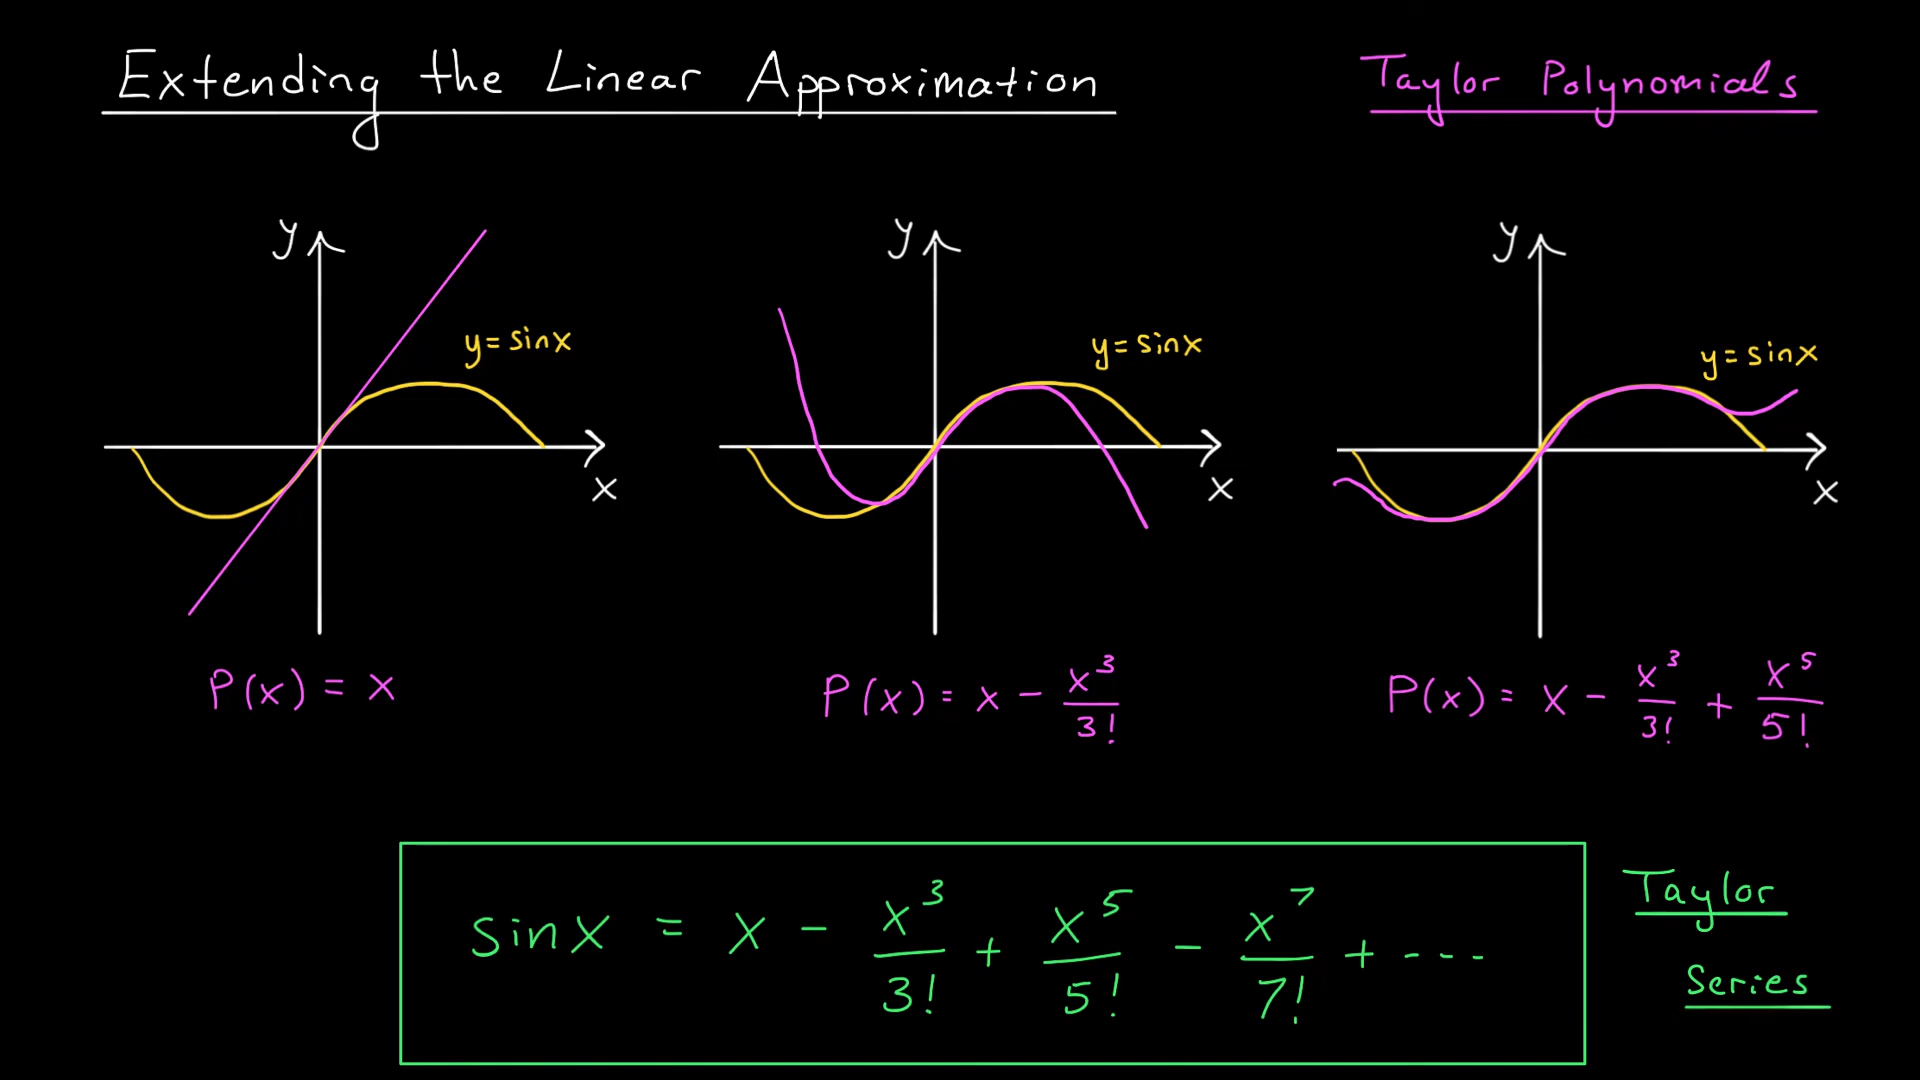 Extending the Linear Approximation
Taylor Polynomials
y
y = sinx
x
P(x) = x
y
y = sinx
x
P(x) = x - x³/3!
y
y = sinx
x
P(x) = x - x³/3! + x⁵/5!
sinx = x - x³/3! + x⁵/5! - x⁷/7! + ---
Taylor
Series